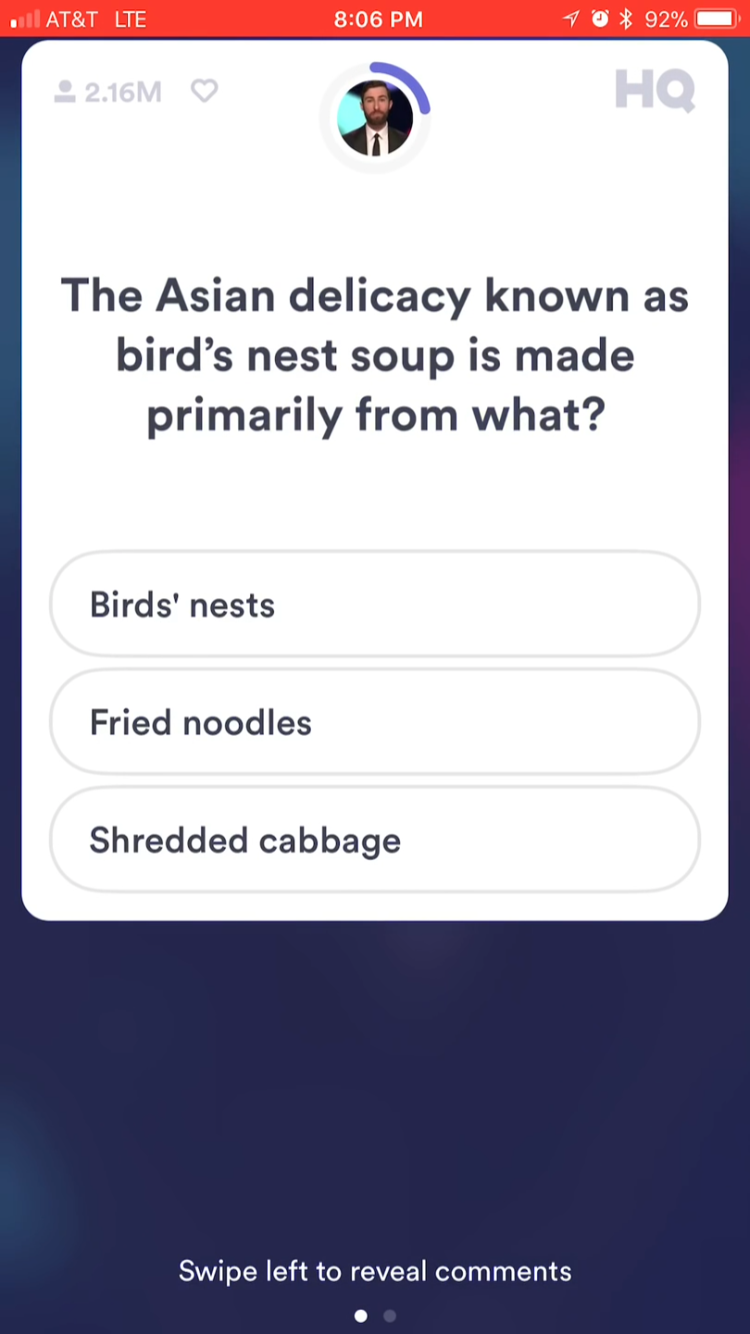 AT&T LTE 8:06 PM 92%
2.16M HQ
The Asian delicacy known as
bird’s nest soup is made
primarily from what?
Birds' nests
Fried noodles
Shredded cabbage
Swipe left to reveal comments